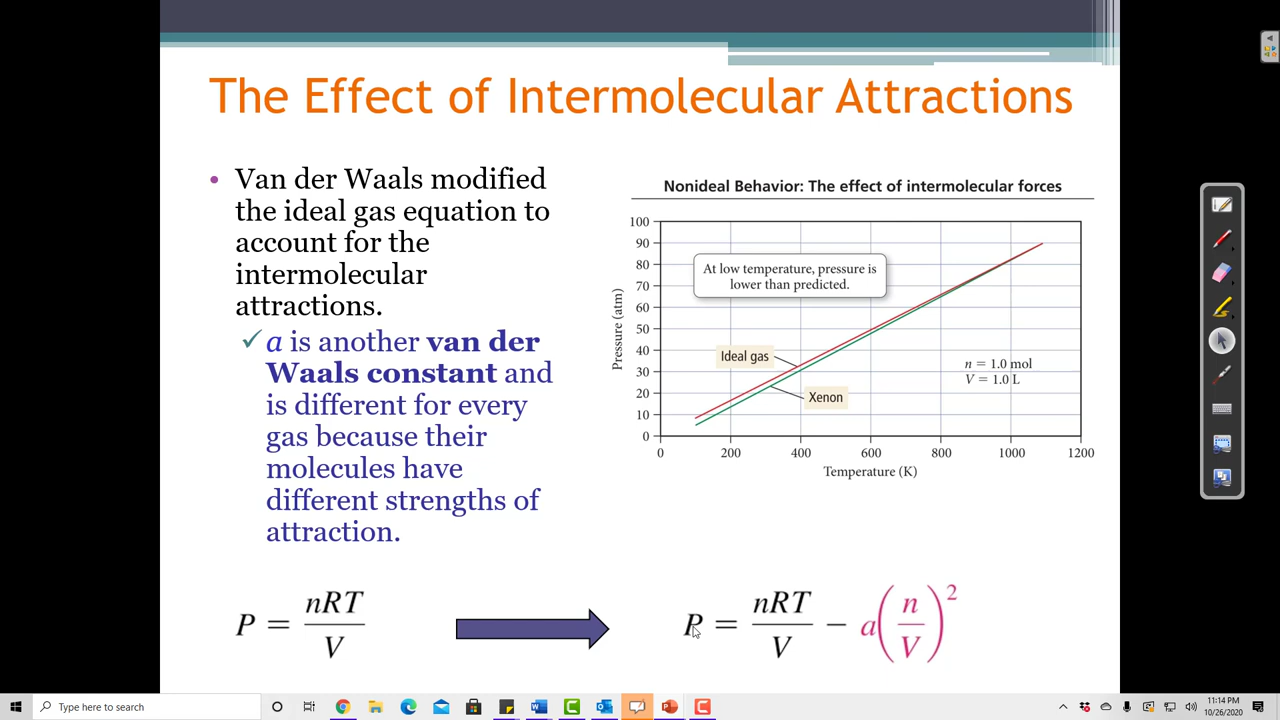 The Effect of Intermolecular Attractions
• Van der Waals modified
the ideal gas equation to
account for the
intermolecular
attractions.
✓ a is another van der
Waals constant and
is different for every
gas because their
molecules have
different strengths of
attraction.
Nonideal Behavior: The effect of intermolecular forces
Pressure (atm)
100
90
80
70
60
50
40
30
20
10
0
At low temperature, pressure is
lower than predicted.
Ideal gas
Xenon
n = 1.0 mol
V = 1.0 L
0 200 400 600 800 1000 1200
Temperature (K)
P = nRT/V
P = nRT/V − a(n/V)²
Type here to search
11:14 PM
10/26/2020